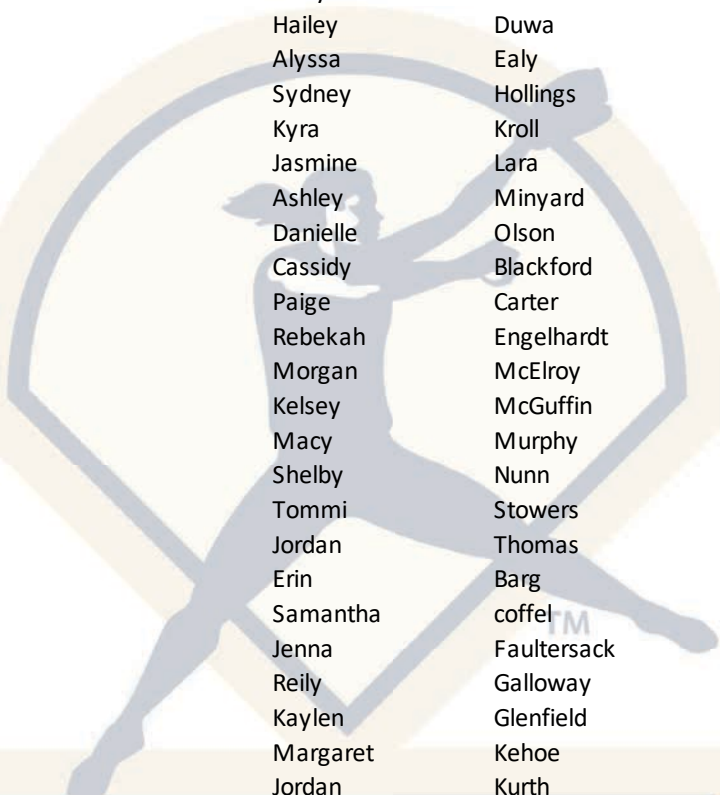 Hailey Duwa
Alyssa Ealy
Sydney Hollings
Kyra Kroll
Jasmine Lara
Ashley Minyard
Danielle Olson
Cassidy Blackford
Paige Carter
Rebekah Engelhardt
Morgan McElroy
Kelsey McGuffin
Macy Murphy
Shelby Nunn
Tommi Stowers
Jordan Thomas
Erin Barg
Samantha coffel
TM
Jenna Faultersack
Reily Galloway
Kaylen Glenfield
Margaret Kehoe
Jordan Kurth